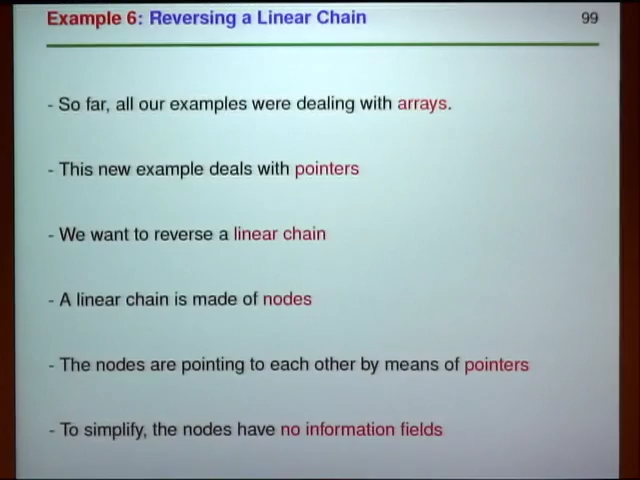 Example 6: Reversing a Linear Chain 99
- So far, all our examples were dealing with arrays.
- This new example deals with pointers
- We want to reverse a linear chain
- A linear chain is made of nodes
- The nodes are pointing to each other by means of pointers
- To simplify, the nodes have no information fields